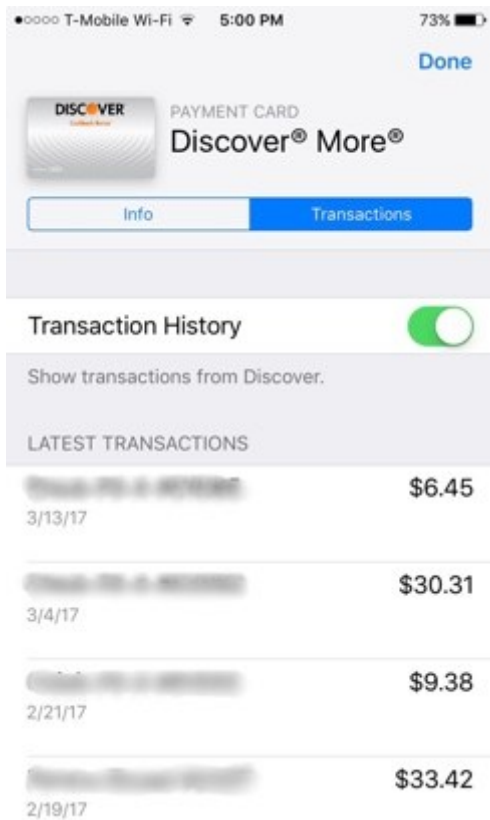 T-Mobile Wi-Fi 5:00 PM 73%
Done
DISCOVER
PAYMENT CARD
Discover® More®
Info Transactions
Transaction History
Show transactions from Discover.
LATEST TRANSACTIONS
$6.45
3/13/17
$30.31
3/4/17
$9.38
2/21/17
$33.42
2/19/17